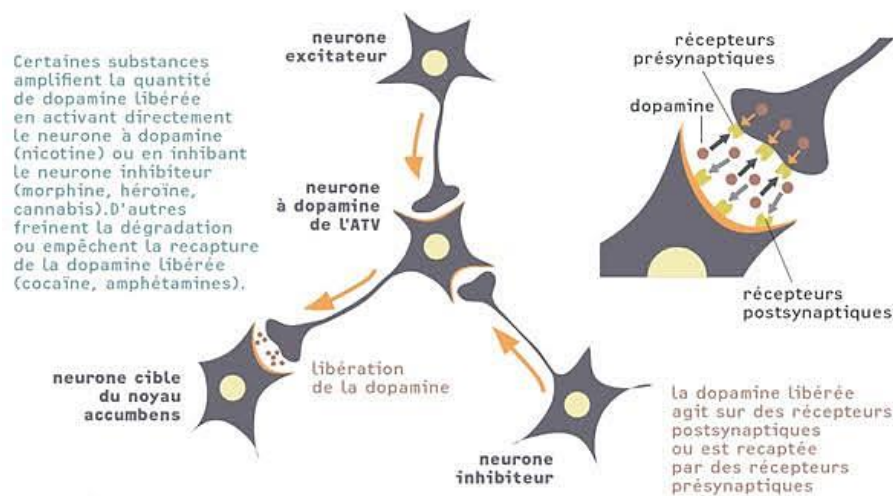 Certaines substances
amplifient la quantité
de dopamine libérée
en activant directement
le neurone à dopamine
(nicotine) ou en inhibant
le neurone inhibiteur
(morphine, héroïne,
cannabis).D'autres
freinent la dégradation
ou empêchent la recapture
de la dopamine libérée
(cocaïne, amphétamines).
neurone
excitateur
neurone
à dopamine
de l'ATV
neurone cible
du noyau
accumbens
libération
de la dopamine
neurone
inhibiteur
récepteurs
présynaptiques
dopamine
récepteurs
postsynaptiques
la dopamine libérée
agit sur des récepteurs
postsynaptiques
ou est recaptée
par des récepteurs
présynaptiques